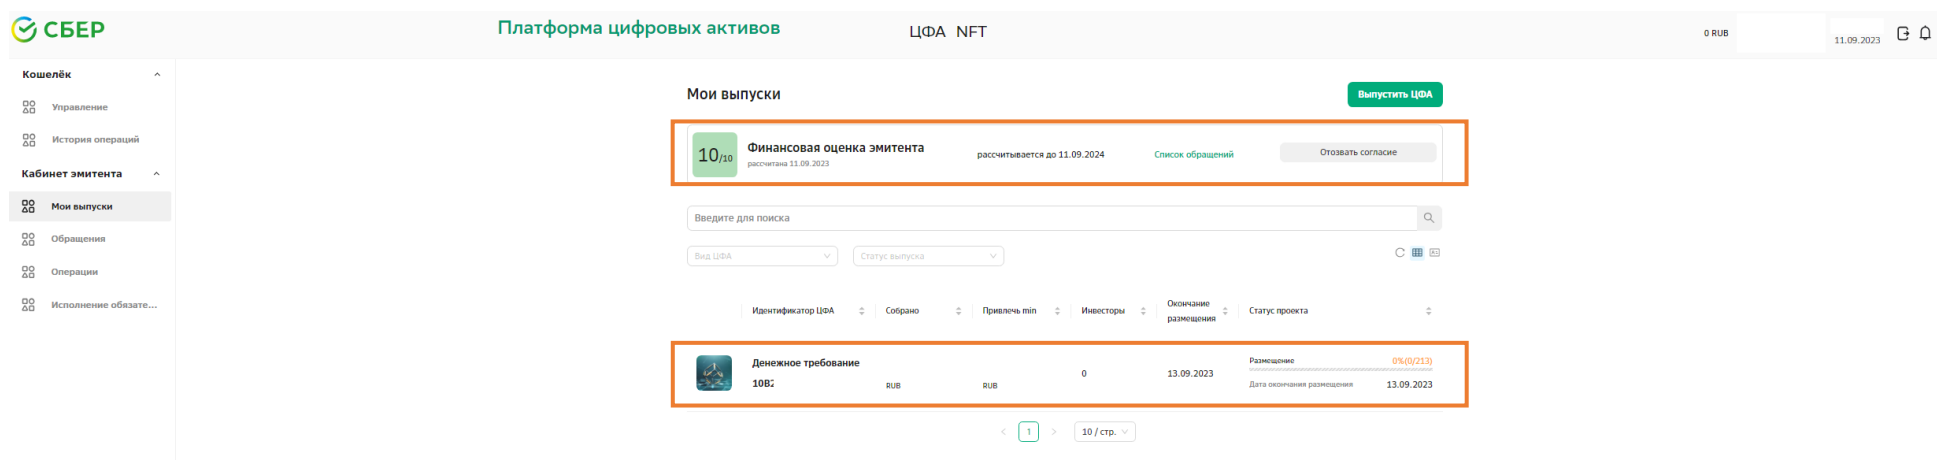 СБЕР
Платформа цифровых активов
ЦФА NFT
0 RUB
11.09.2023
Кошелёк
Управление
История операций
Кабинет эмитента
Мои выпуски
Обращения
Операции
Исполнение обязате...
Мои выпуски
Выпустить ЦФА
10/10
Финансовая оценка эмитента
рассчитана 11.09.2023
рассчитывается до 11.09.2024
Список обращений
Отозвать согласие
Введите для поиска
Вид ЦФА
Статус выпуска
Идентификатор ЦФА
Собрано
Привлечь min
Инвесторы
Окончание
размещения
Статус проекта
Денежное требование
10B2
RUB
RUB
0
13.09.2023
Размещение
0%(0/213)
Дата окончания размещения
13.09.2023
1
10 / стр.